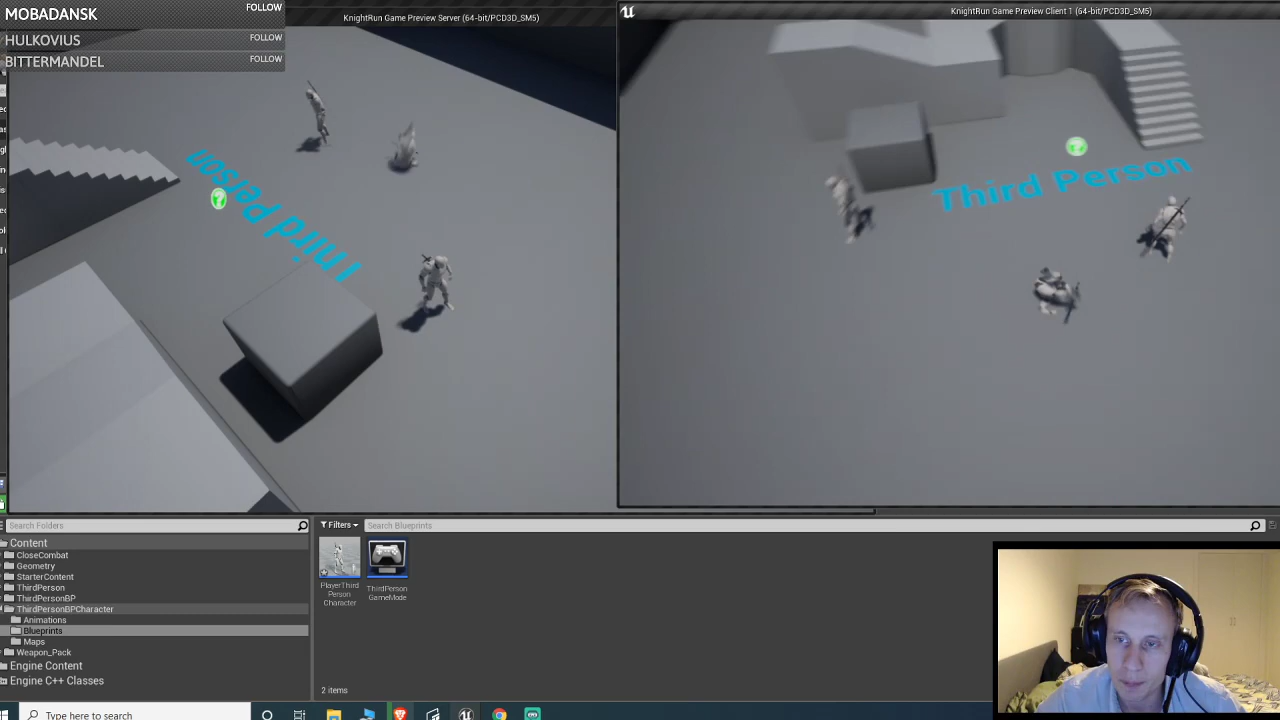 MOBADANSK FOLLOW
HULKOVIUS FOLLOW
BITTERMANDEL FOLLOW
KnightRun Game Preview Server (64-bit/PCD3D_SM5)
KnightRun Game Preview Client 1 (64-bit/PCD3D_SM5)
Third Person
Third Person
Search Folders
Filters
Search Blueprints
Content
CloseCombat
Geometry
StarterContent
ThirdPerson
ThirdPersonBP
ThirdPersonBPCharacter
Animations
Blueprints
Maps
Weapon_Pack
Engine Content
Engine C++ Classes
PlayerThird
Person
Character
ThirdPerson
GameMode
2 items
Type here to search